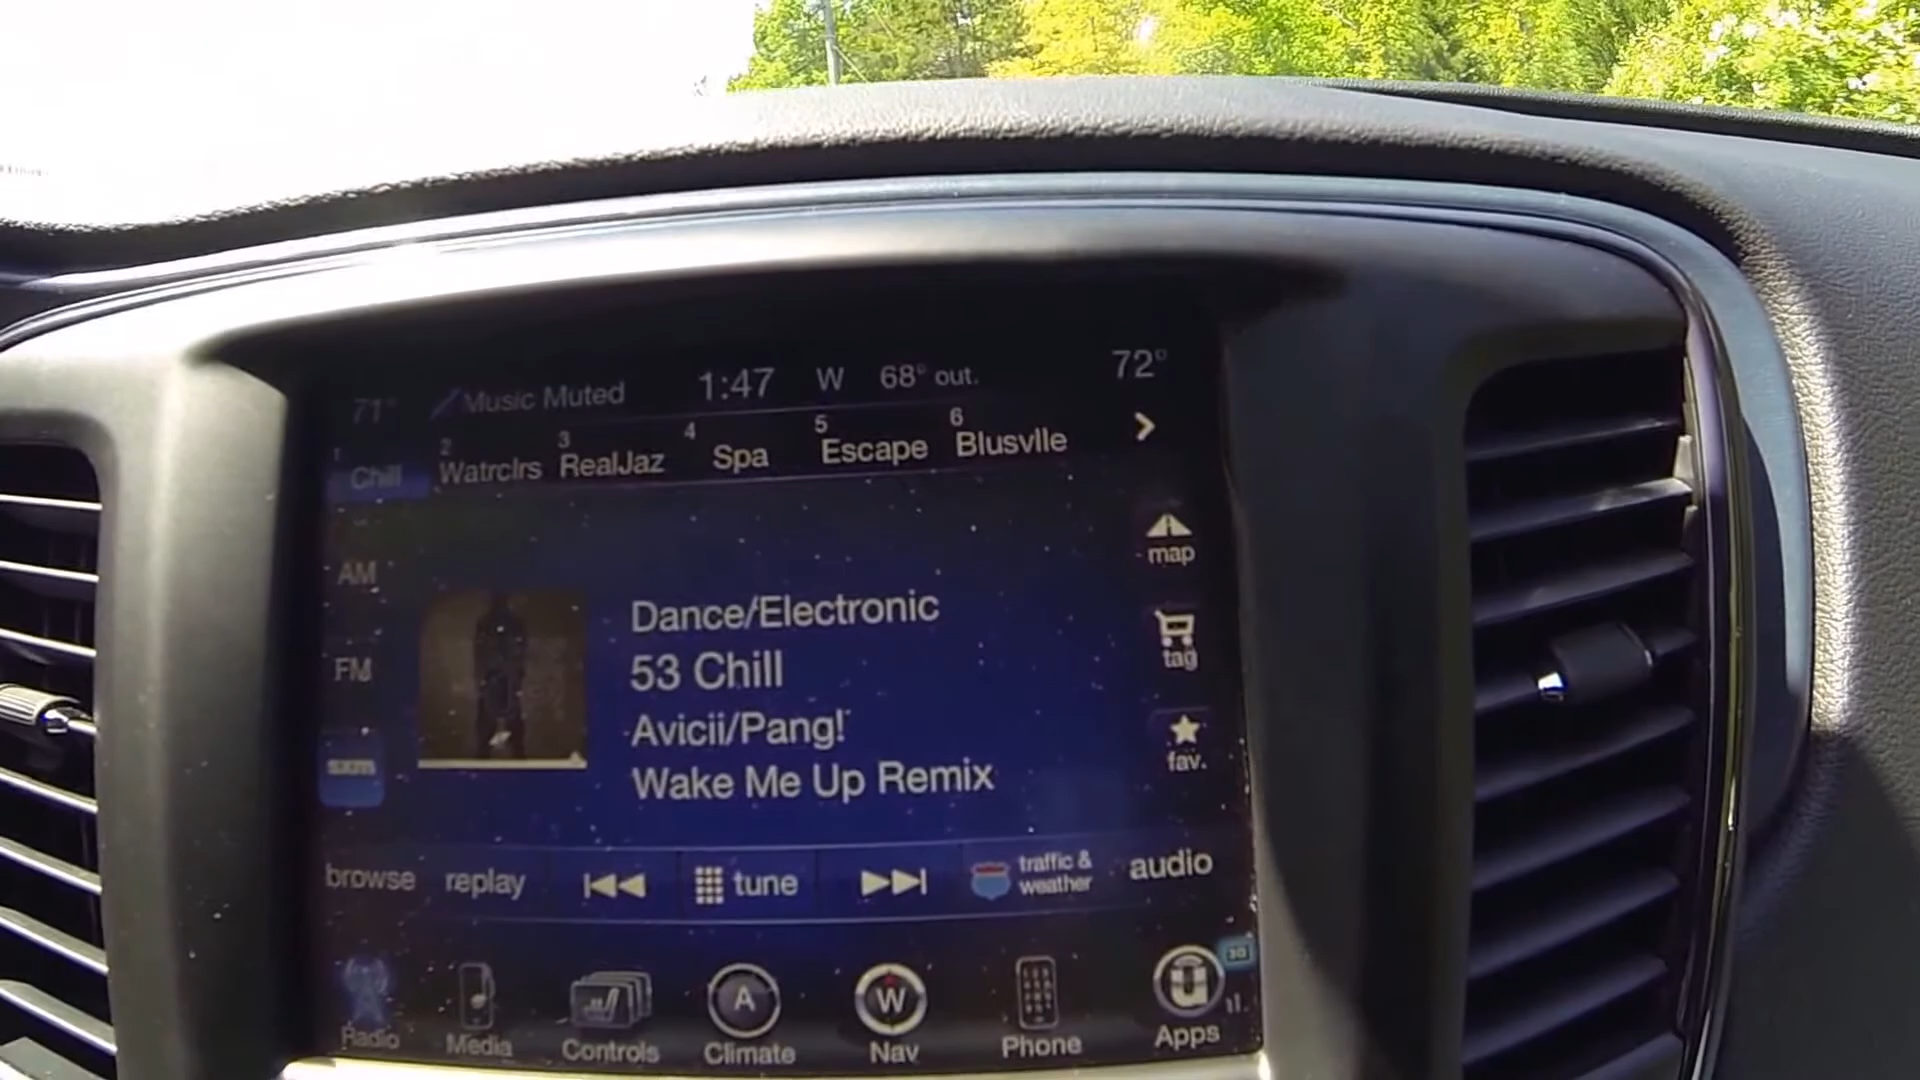 71° Music Muted 1:47 W 68° out. 72°
1 Chill 2 Watrclrs 3 RealJaz 4 Spa 5 Escape 6 Blusvlle
AM
FM
sxm
Dance/Electronic
53 Chill
Avicii/Pang!
Wake Me Up Remix
map
tag
fav.
browse replay tune traffic & weather audio
A W 3G
Radio Media Controls Climate Nav Phone Apps